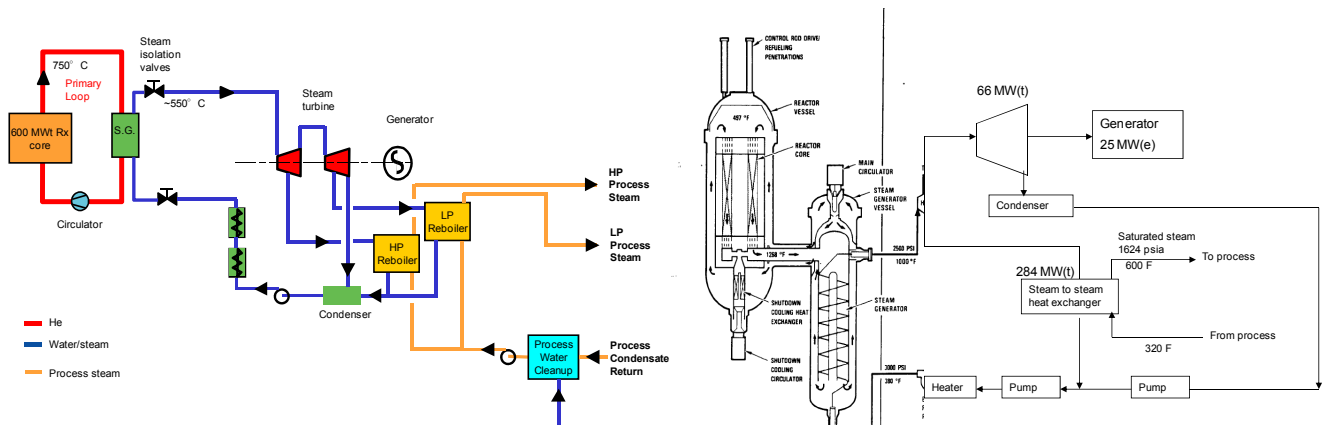 Steam
isolation
valves
750° C
Primary
Loop
~550° C
Steam
turbine
Generator
600 MWt Rx
core
S.G.
Circulator
HP
Process
Steam
LP
Reboiler
LP
Process
Steam
HP
Reboiler
Condenser
He
Water/steam
Process steam
Process
Water
Cleanup
Process
Condensate
Return
CONTROL ROD DRIVE/
REFUELING
PENETRATIONS
REACTOR
VESSEL
497 °F
REACTOR
CORE
MAIN
CIRCULATOR
STEAM
GENERATOR
VESSEL
1268 °F
2560 PSI
1000 °F
SHUTDOWN
COOLING HEAT
EXCHANGER
STEAM
GENERATOR
SHUTDOWN
COOLING
CIRCULATOR
3000 PSI
380 °F
66 MW(t)
Generator
25 MW(e)
Condenser
Saturated steam
1624 psia
600 F
To process
284 MW(t)
Steam to steam
heat exchanger
From process
320 F
Heater
Pump
Pump